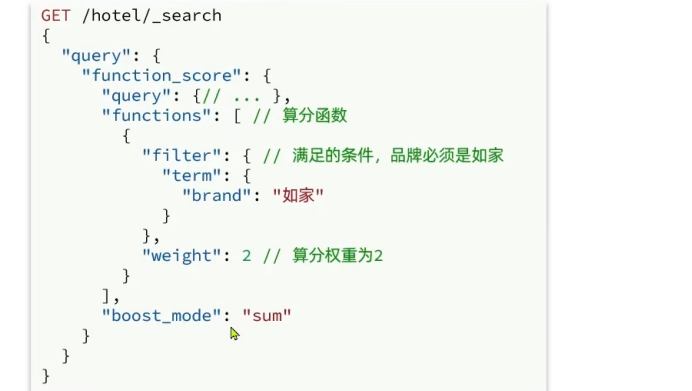 GET /hotel/_search
{
  "query": {
    "function_score": {
      "query": {// ... },
      "functions": [ // 算分函数
        {
          "filter": { // 满足的条件，品牌必须是如家
            "term": {
              "brand": "如家"
            }
          },
          "weight": 2 // 算分权重为2
        }
      ],
      "boost_mode": "sum"
    }
  }
}